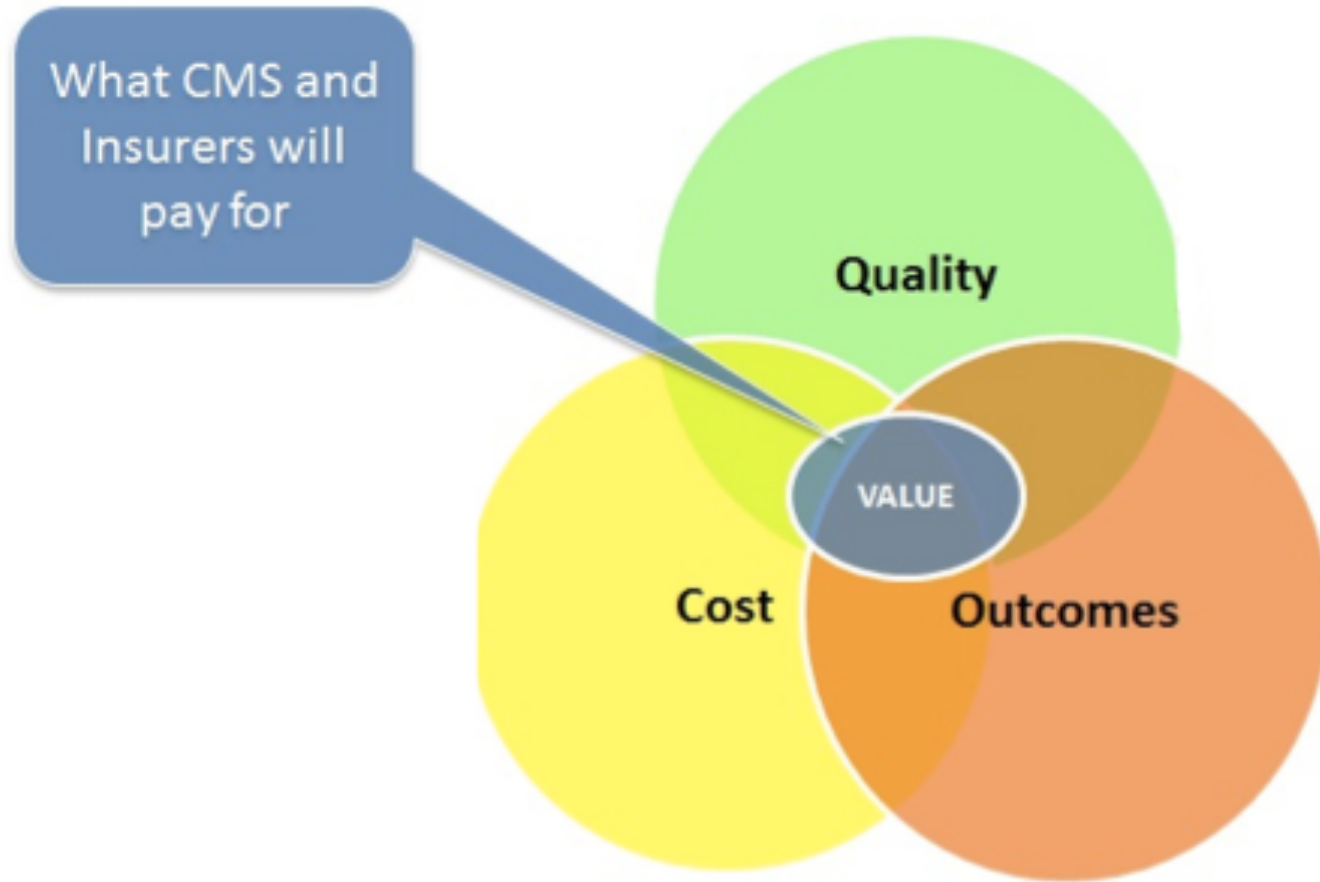 What CMS and
Insurers will
pay for
Quality
VALUE
Cost
Outcomes